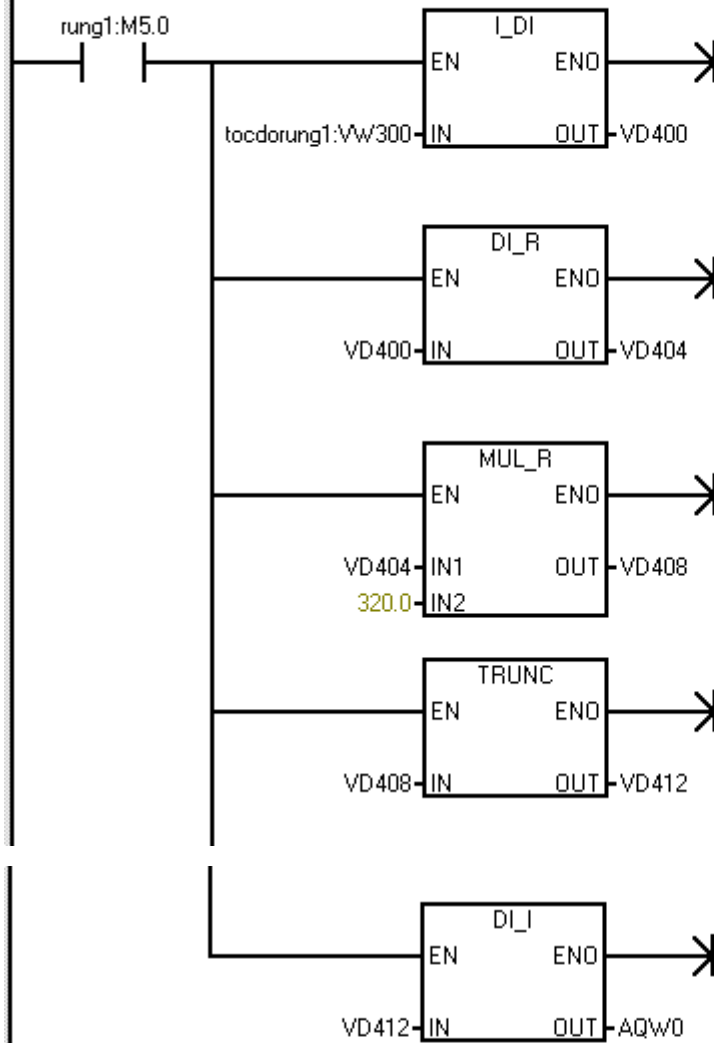 rung1:M5.0
I_DI
EN ENO
tocdorung1:VW300 IN OUT VD400
DI_R
EN ENO
VD400 IN OUT VD404
MUL_R
EN ENO
VD404 IN1 OUT VD408
320.0 IN2
TRUNC
EN ENO
VD408 IN OUT VD412
DI_I
EN ENO
VD412 IN OUT AQW0